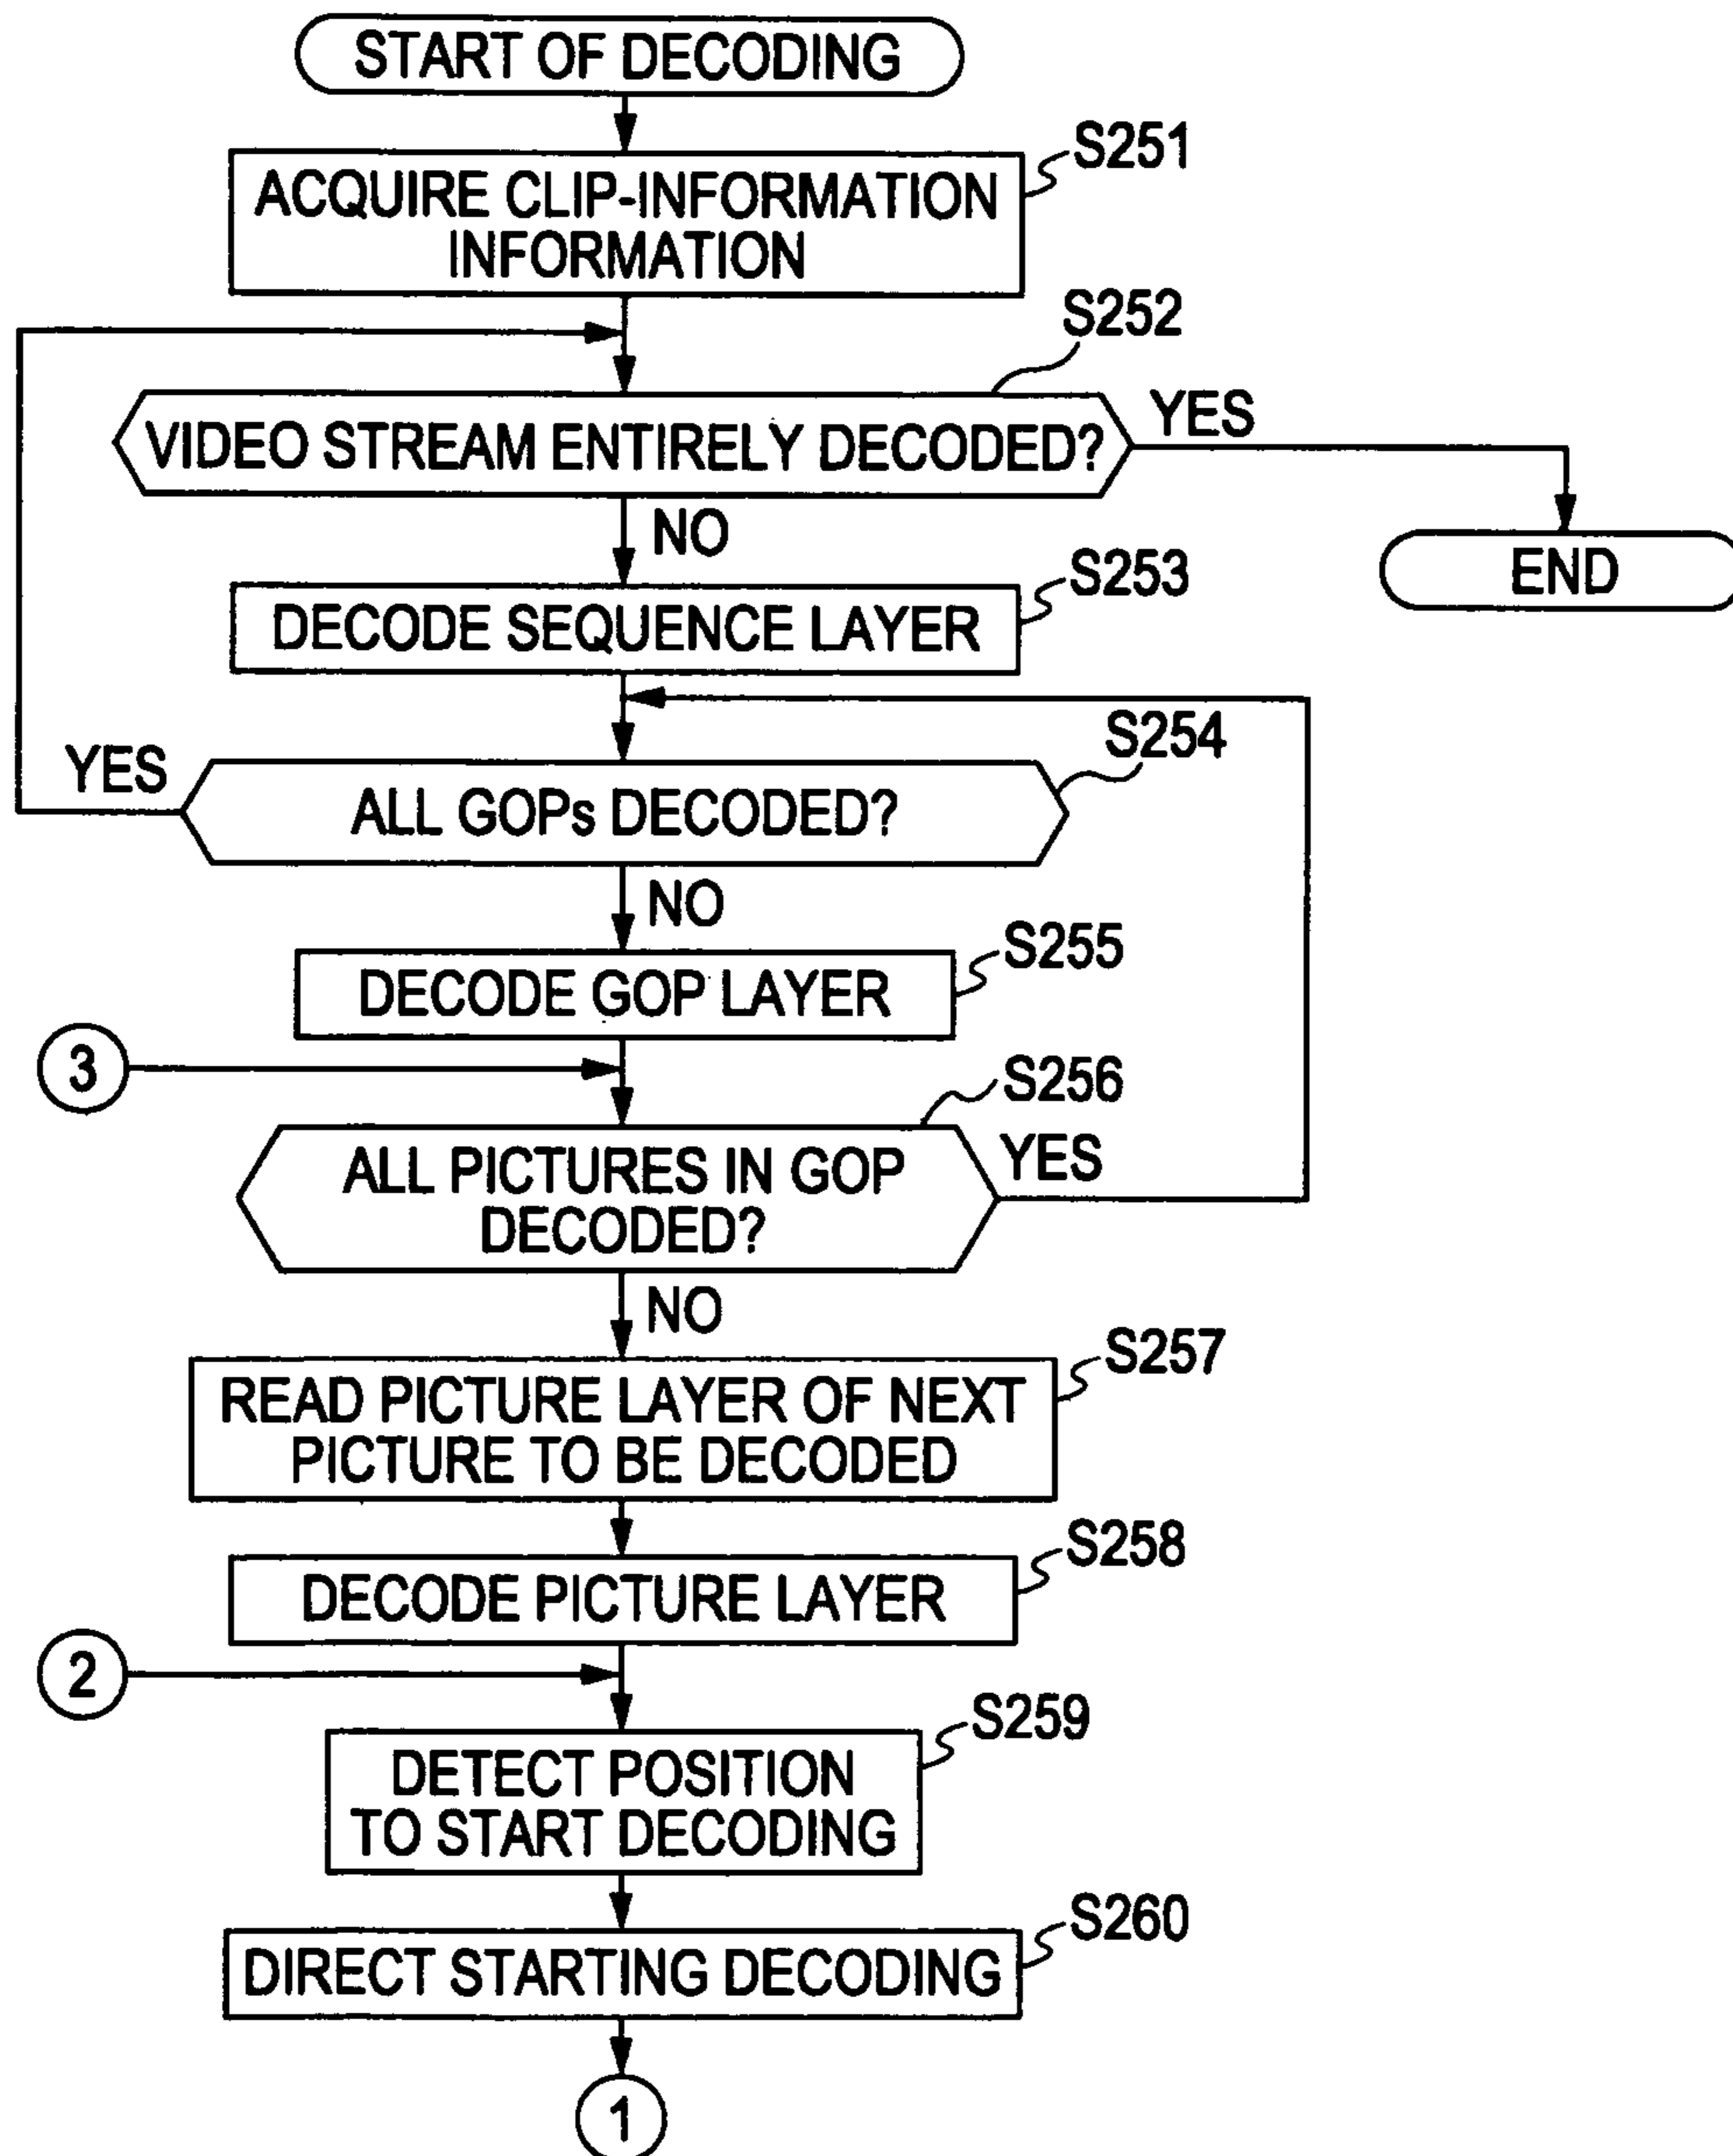 START OF DECODING
S251
ACQUIRE CLIP-INFORMATION
INFORMATION
S252
VIDEO STREAM ENTIRELY DECODED?
YES
NO
END
S253
DECODE SEQUENCE LAYER
S254
YES
ALL GOPs DECODED?
NO
S255
DECODE GOP LAYER
3
S256
ALL PICTURES IN GOP
DECODED?
YES
NO
S257
READ PICTURE LAYER OF NEXT
PICTURE TO BE DECODED
S258
DECODE PICTURE LAYER
2
S259
DETECT POSITION
TO START DECODING
S260
DIRECT STARTING DECODING
1